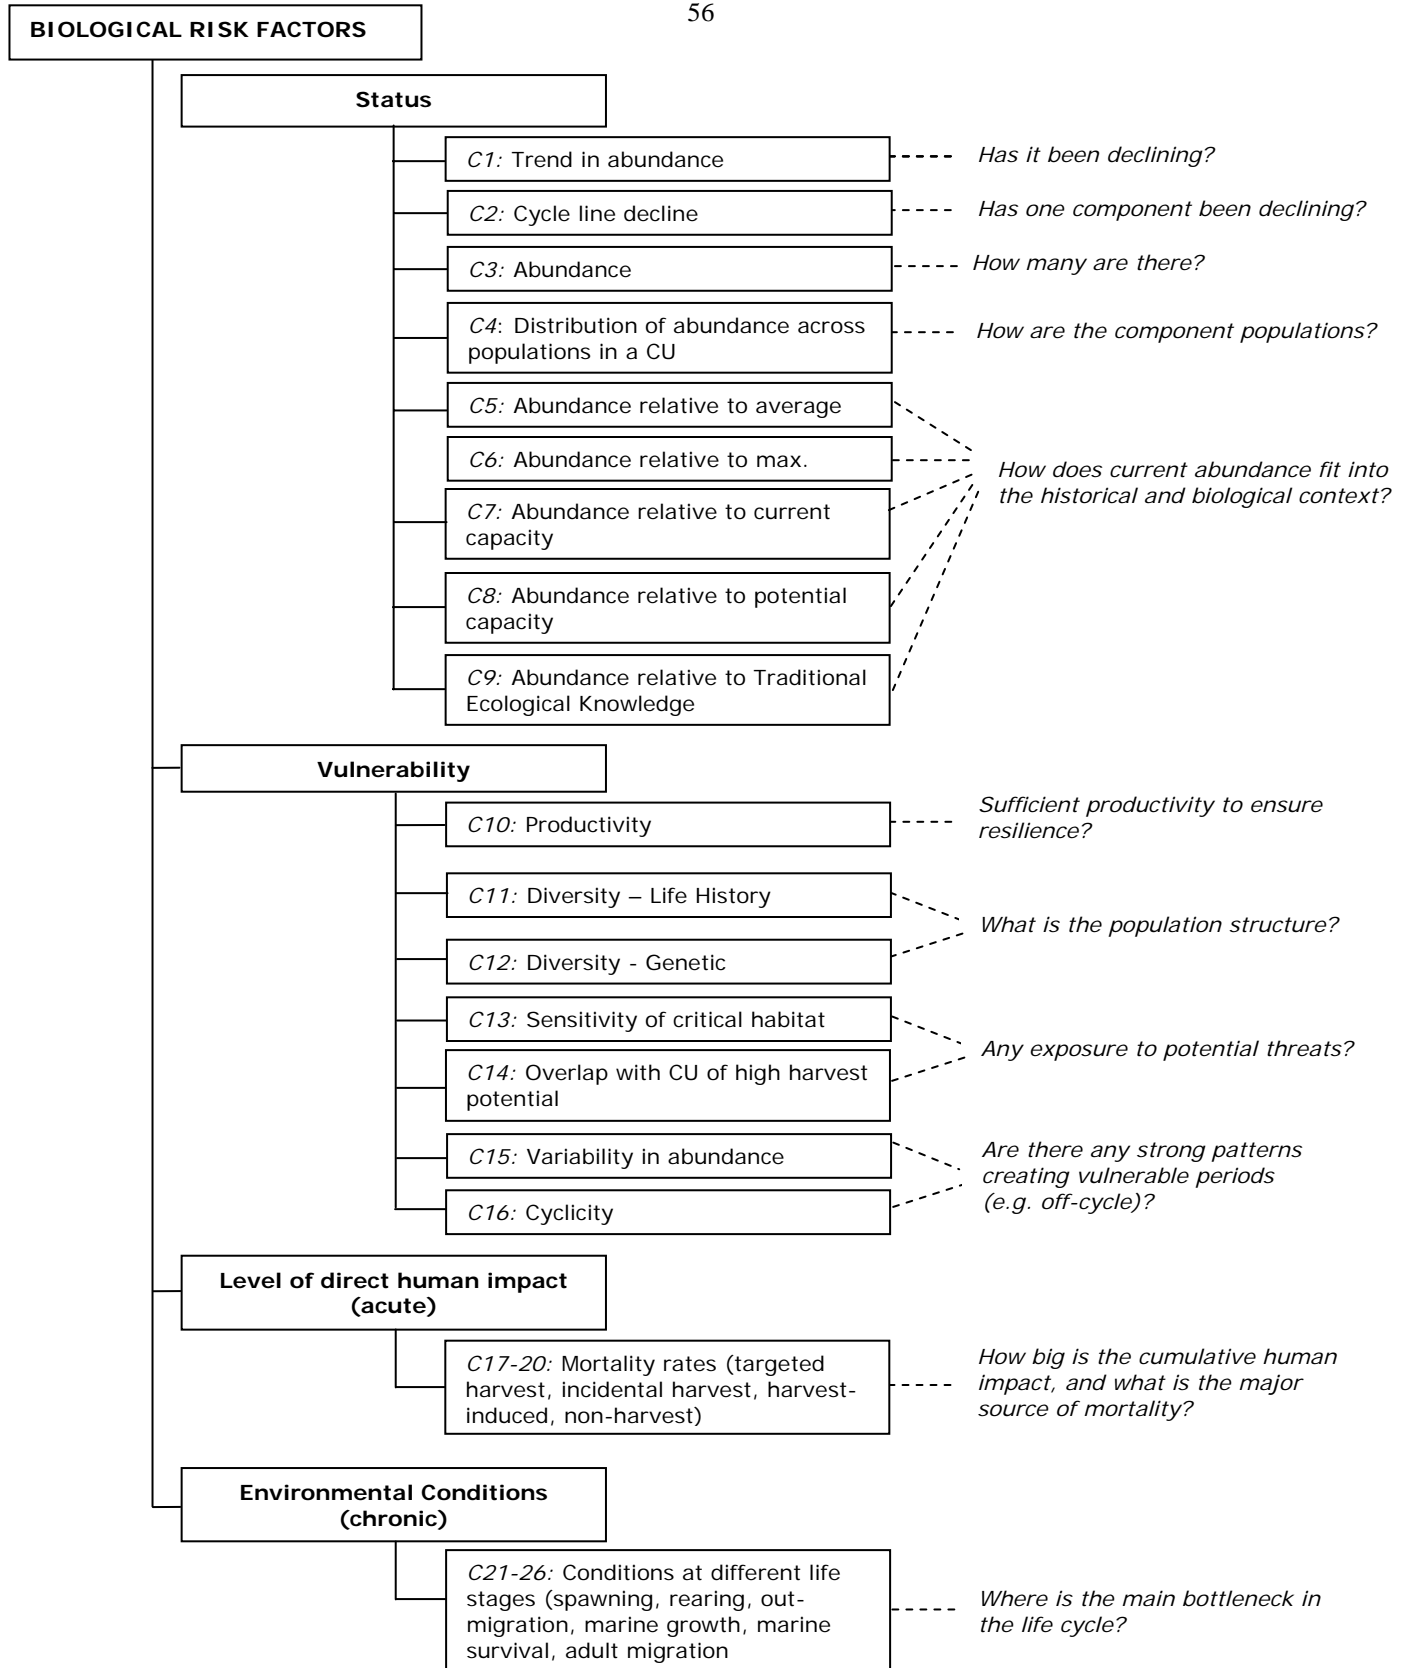 56
BIOLOGICAL RISK FACTORS
Status
C1: Trend in abundance
Has it been declining?
C2: Cycle line decline
Has one component been declining?
C3: Abundance
How many are there?
C4: Distribution of abundance across
populations in a CU
How are the component populations?
C5: Abundance relative to average
C6: Abundance relative to max.
C7: Abundance relative to current
capacity
C8: Abundance relative to potential
capacity
C9: Abundance relative to Traditional
Ecological Knowledge
How does current abundance fit into
the historical and biological context?
Vulnerability
C10: Productivity
Sufficient productivity to ensure
resilience?
C11: Diversity – Life History
C12: Diversity - Genetic
What is the population structure?
C13: Sensitivity of critical habitat
C14: Overlap with CU of high harvest
potential
Any exposure to potential threats?
C15: Variability in abundance
C16: Cyclicity
Are there any strong patterns
creating vulnerable periods
(e.g. off-cycle)?
Level of direct human impact
(acute)
C17-20: Mortality rates (targeted
harvest, incidental harvest, harvest-
induced, non-harvest)
How big is the cumulative human
impact, and what is the major
source of mortality?
Environmental Conditions
(chronic)
C21-26: Conditions at different life
stages (spawning, rearing, out-
migration, marine growth, marine
survival, adult migration
Where is the main bottleneck in
the life cycle?